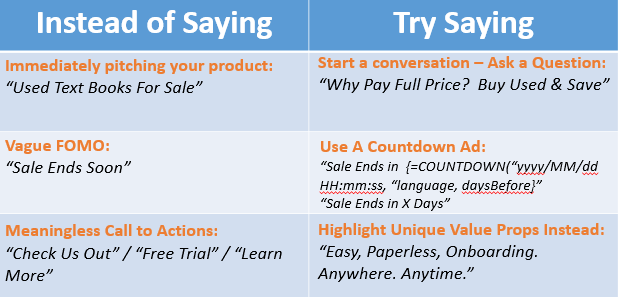 Instead of Saying
Try Saying
Immediately pitching your product:
“Used Text Books For Sale”
Start a conversation – Ask a Question:
“Why Pay Full Price?  Buy Used & Save”
Vague FOMO:
“Sale Ends Soon”
Use A Countdown Ad:
“Sale Ends in  {=COUNTDOWN(“yyyy/MM/dd
HH:mm:ss, “language, daysBefore}”
“Sale Ends in X Days”
Meaningless Call to Actions:
“Check Us Out” / “Free Trial” / “Learn
More”
Highlight Unique Value Props Instead:
“Easy, Paperless, Onboarding.
Anywhere. Anytime.”